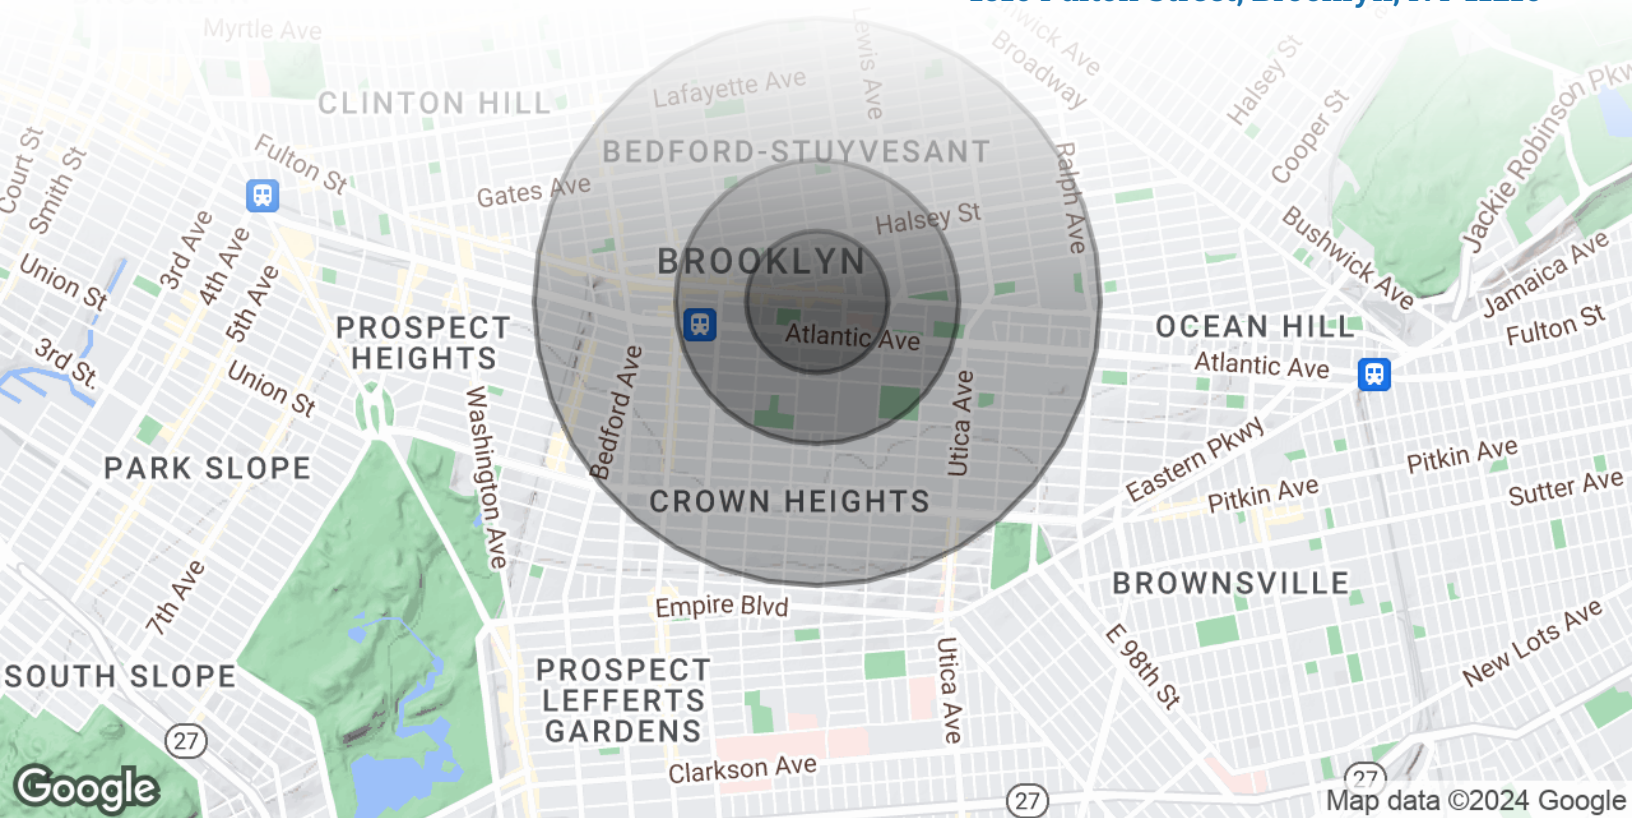 Fulton Street, Brooklyn, NY
Myrtle Ave
Lewis Ave
Broadway
Halsey St
Jackie Robinson Pkwy
CLINTON HILL
Lafayette Ave
Cooper St
Court St
Smith St
Fulton St
BEDFORD-STUYVESANT
Ralph Ave
Gates Ave
Halsey St
3rd Ave
4th Ave
5th Ave
Union St
BROOKLYN
Bushwick Ave
Jamaica Ave
Fulton St
3rd St.
PROSPECT
HEIGHTS
Atlantic Ave
OCEAN HILL
Atlantic Ave
Union St
Washington Ave
Bedford Ave
Utica Ave
Eastern Pkwy
Pitkin Ave
Pitkin Ave
Sutter Ave
PARK SLOPE
CROWN HEIGHTS
7th Ave
Empire Blvd
BROWNSVILLE
E 98th St
New Lots Ave
SOUTH SLOPE
PROSPECT
LEFFERTS
GARDENS
Utica Ave
27
Clarkson Ave
27
27
Google
Map data ©2024 Google